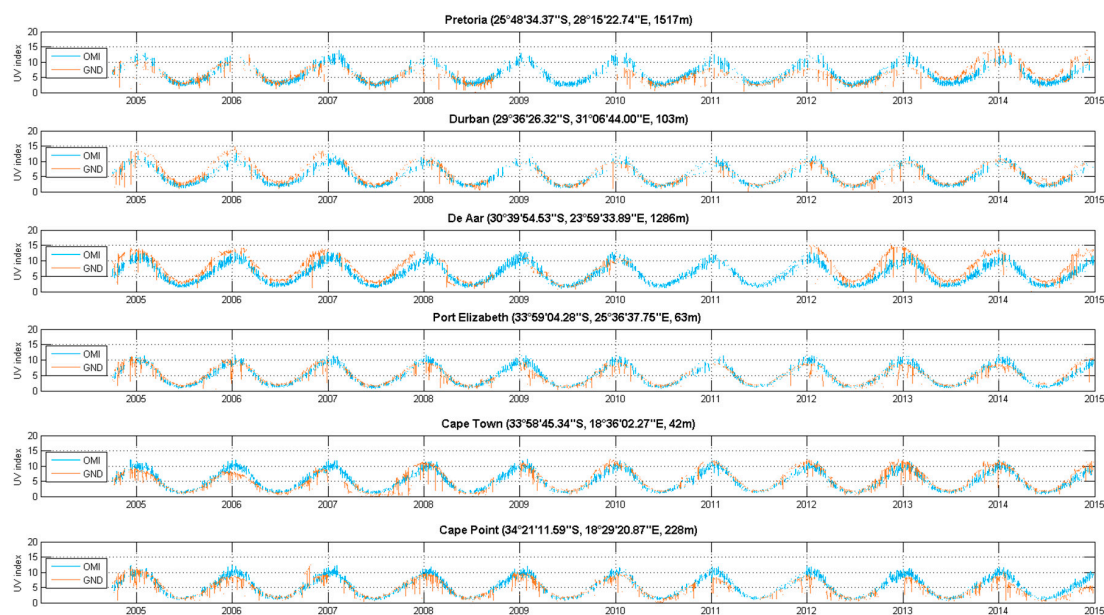 Pretoria (25°48'34.37''S, 28°15'22.74''E, 1517m)
UV index
20
15
10
5
0
OMI
GND
2005 2006 2007 2008 2009 2010 2011 2012 2013 2014 2015
Durban (29°36'26.32''S, 31°06'44.00''E, 103m)
UV index
20
15
10
5
0
OMI
GND
2005 2006 2007 2008 2009 2010 2011 2012 2013 2014 2015
De Aar (30°39'54.53''S, 23°59'33.89''E, 1286m)
UV index
20
15
10
5
0
OMI
GND
2005 2006 2007 2008 2009 2010 2011 2012 2013 2014 2015
Port Elizabeth (33°59'04.28''S, 25°36'37.75''E, 63m)
UV index
20
15
10
5
0
OMI
GND
2005 2006 2007 2008 2009 2010 2011 2012 2013 2014 2015
Cape Town (33°58'45.34''S, 18°36'02.27''E, 42m)
UV index
20
15
10
5
0
OMI
GND
2005 2006 2007 2008 2009 2010 2011 2012 2013 2014 2015
Cape Point (34°21'11.59''S, 18°29'20.87''E, 228m)
UV index
20
15
10
5
0
OMI
GND
2005 2006 2007 2008 2009 2010 2011 2012 2013 2014 2015